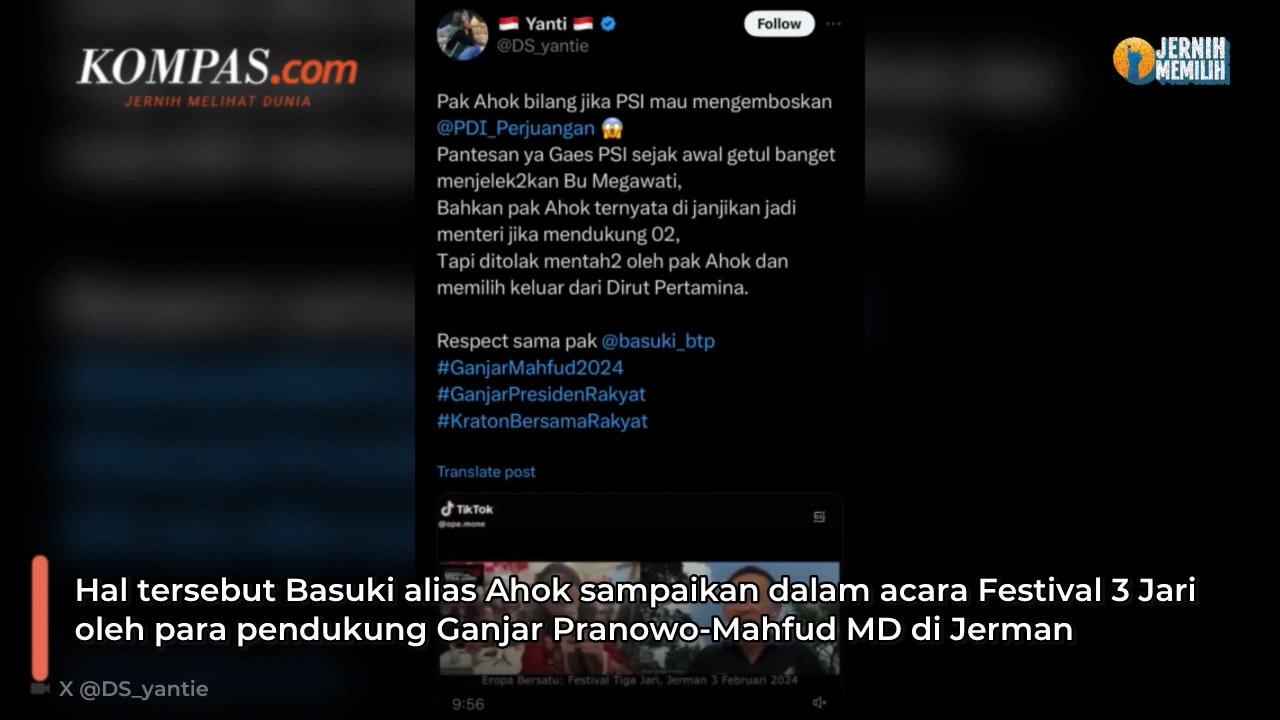 KOMPAS.com
JERNIH MELIHAT DUNIA
JERNIH
MEMILIH
Yanti
@DS_yantie
Follow
Pak Ahok bilang jika PSI mau mengemboskan
@PDI_Perjuangan 😱
Pantesan ya Gaes PSI sejak awal getul banget
menjelek2kan Bu Megawati,
Bahkan pak Ahok ternyata di janjikan jadi
menteri jika mendukung 02,
Tapi ditolak mentah2 oleh pak Ahok dan
memilih keluar dari Dirut Pertamina.
Respect sama pak @basuki_btp
#GanjarMahfud2024
#GanjarPresidenRakyat
#KratonBersamaRakyat
Translate post
TikTok
@ope.mone
Hal tersebut Basuki alias Ahok sampaikan dalam acara Festival 3 Jari
oleh para pendukung Ganjar Pranowo-Mahfud MD di Jerman
Eropa Bersatu: Festival Tiga Jari, Jerman 3 Februari 2024
X @DS_yantie
9:56